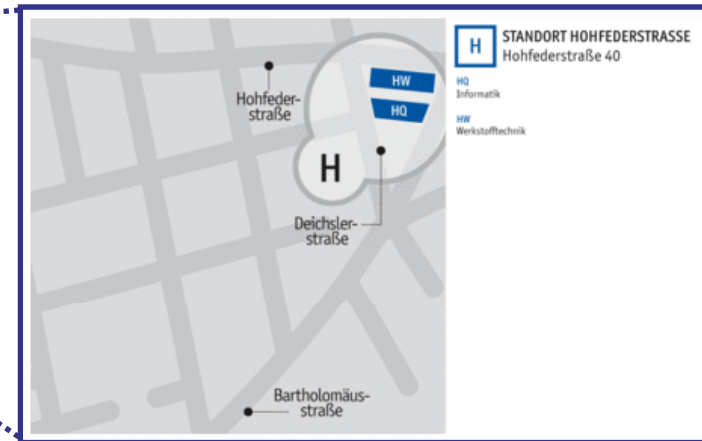 Hohfeder-
straße
HW
HQ
H
Deichsler-
straße
Bartholomäus-
straße
H
STANDORT HOHFEDERSTRASSE
Hohfederstraße 40
HQ
Informatik
HW
Werkstofftechnik